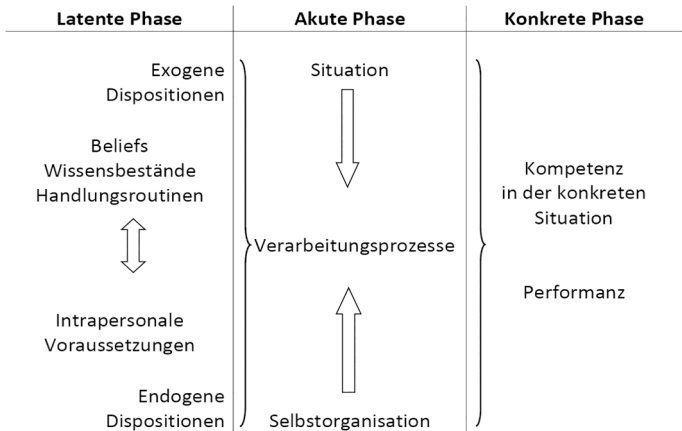 Latente Phase
Akute Phase
Konkrete Phase
Exogene
Dispositionen
Beliefs
Wissensbestände
Handlungsroutinen
Intrapersonale
Voraussetzungen
Endogene
Dispositionen
Situation
Verarbeitungsprozesse
Selbstorganisation
Kompetenz
in der konkreten
Situation
Performanz